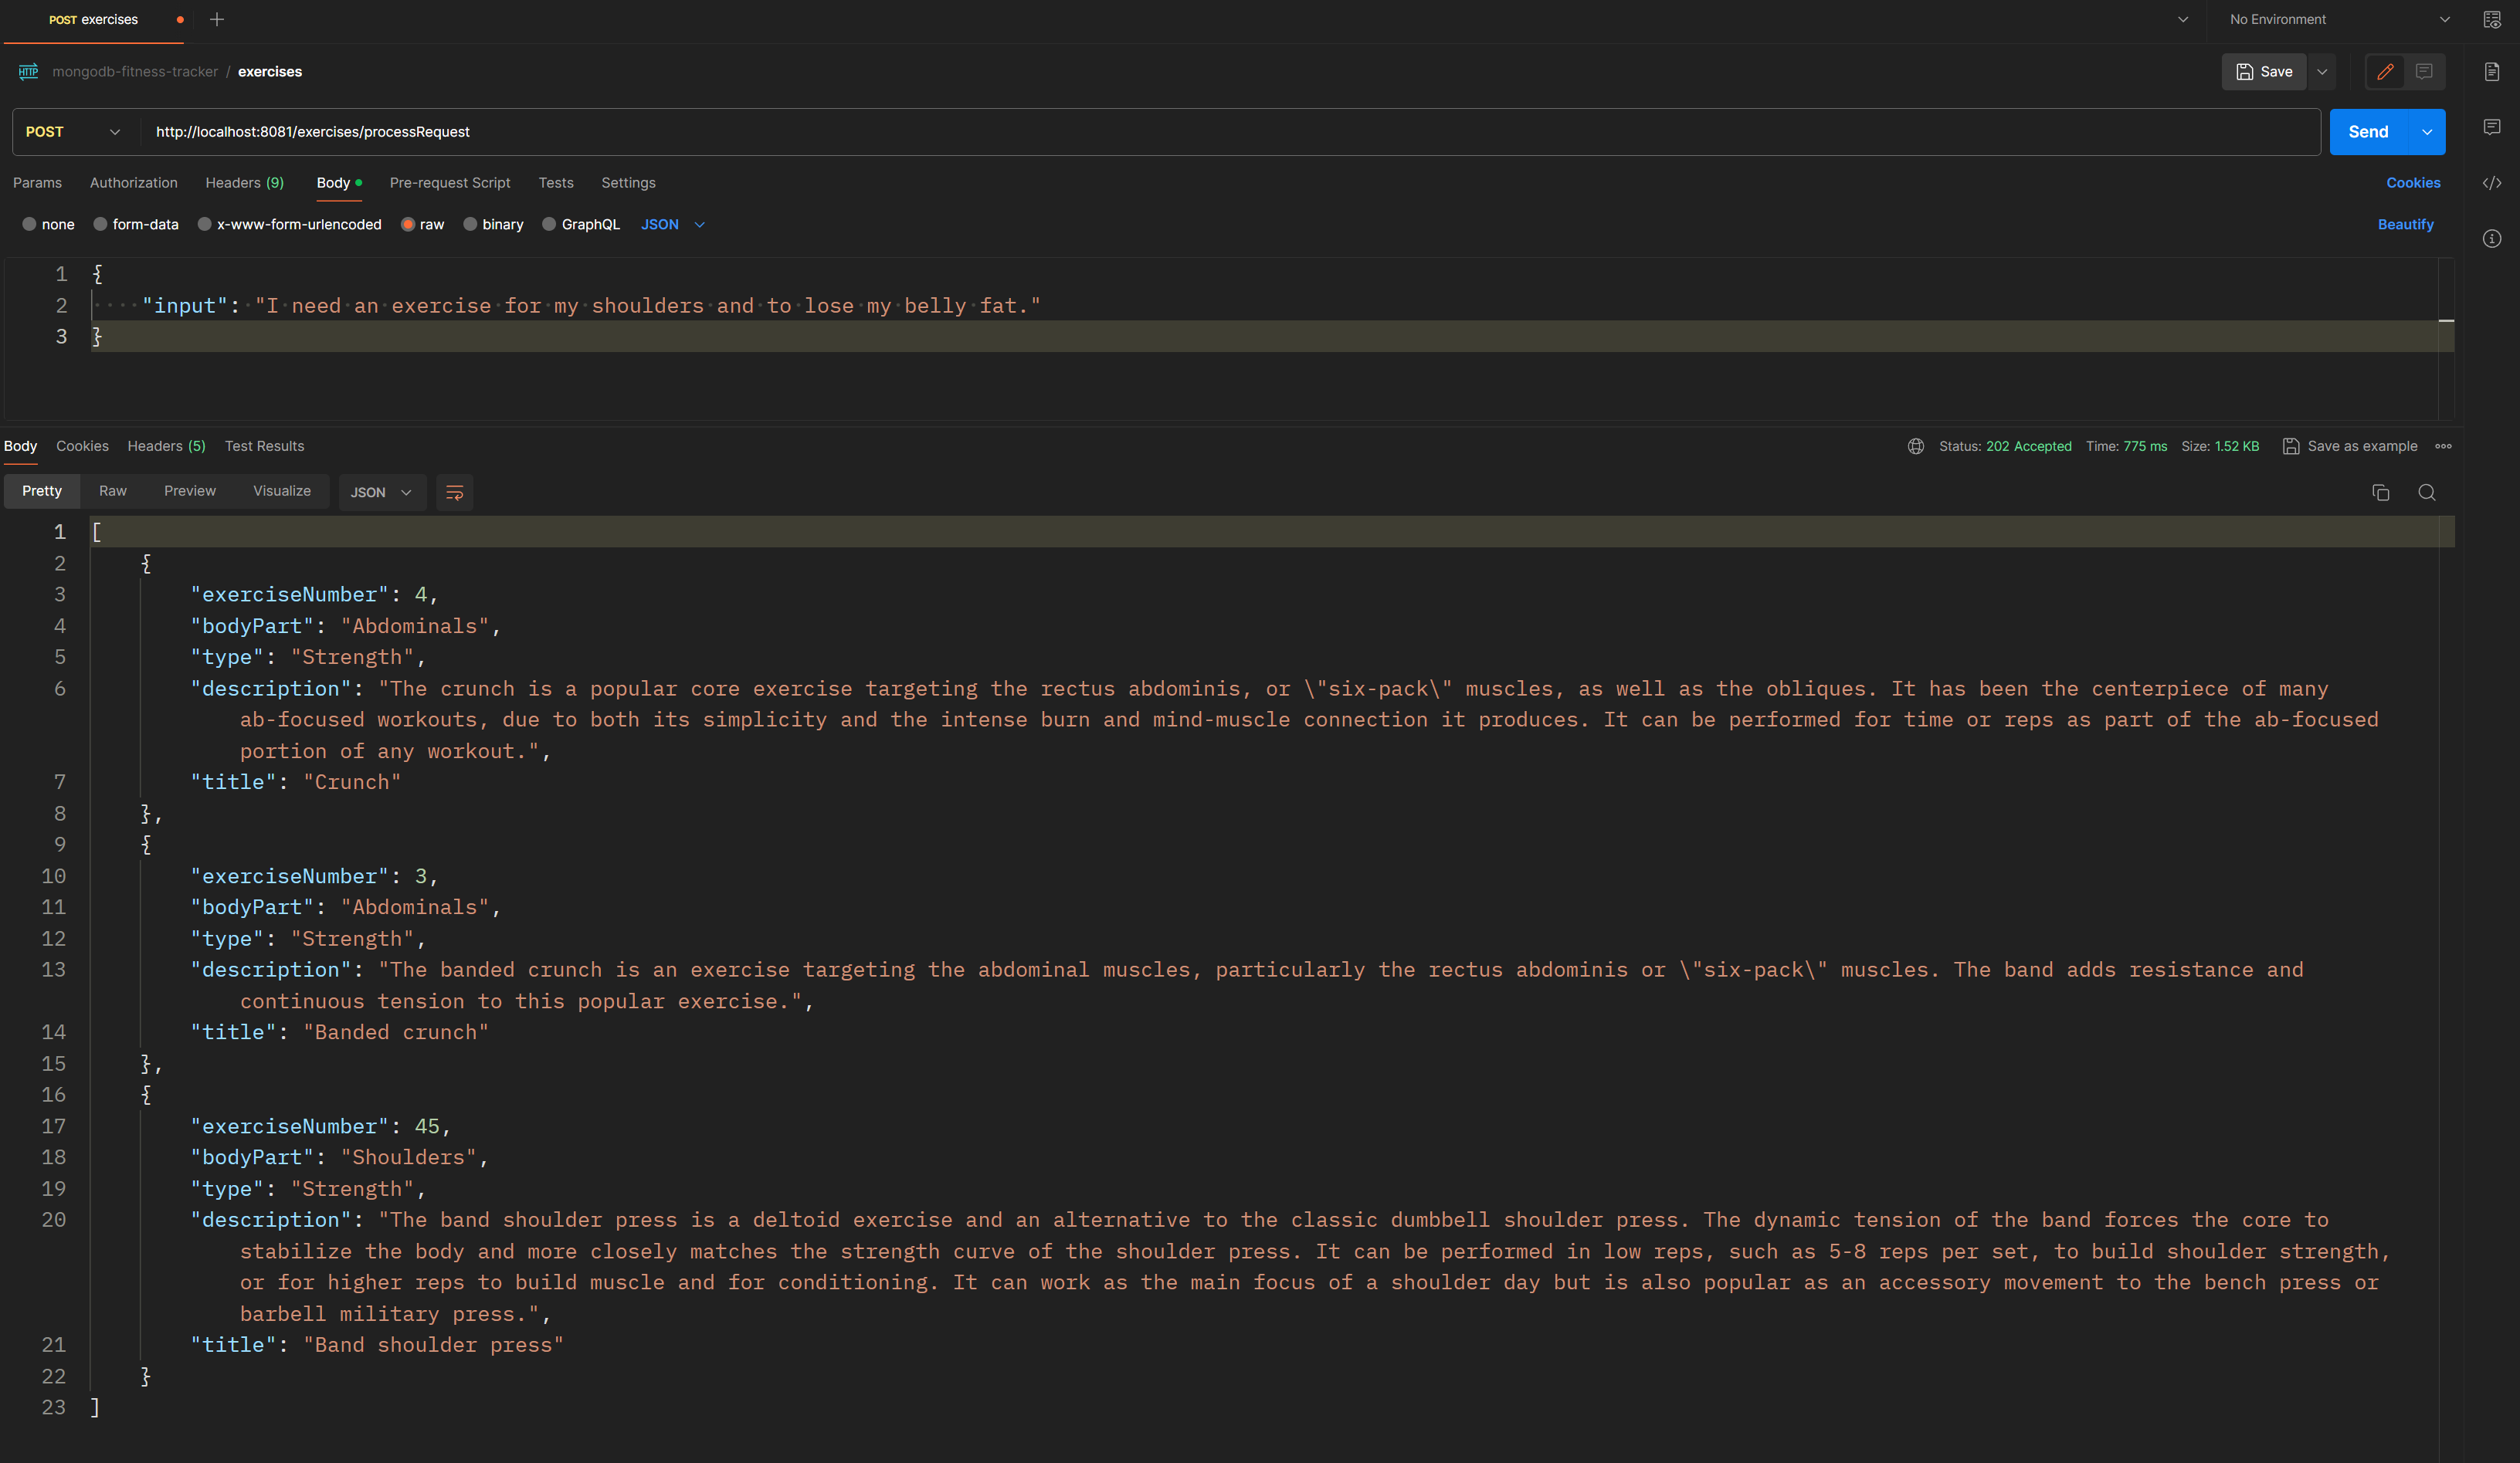 POST exercises
No Environment
HTTP mongodb-fitness-tracker / exercises
Save
POST http://localhost:8081/exercises/processRequest Send
Params Authorization Headers (9) Body Pre-request Script Tests Settings Cookies
none form-data x-www-form-urlencoded raw binary GraphQL JSON Beautify
1 {
2 "input": "I need an exercise for my shoulders and to lose my belly fat."
3 }
Body Cookies Headers (5) Test Results Status: 202 Accepted Time: 775 ms Size: 1.52 KB Save as example
Pretty Raw Preview Visualize JSON
1 [
2 {
3 "exerciseNumber": 4,
4 "bodyPart": "Abdominals",
5 "type": "Strength",
6 "description": "The crunch is a popular core exercise targeting the rectus abdominis, or \"six-pack\" muscles, as well as the obliques. It has been the centerpiece of many
ab-focused workouts, due to both its simplicity and the intense burn and mind-muscle connection it produces. It can be performed for time or reps as part of the ab-focused
portion of any workout.",
7 "title": "Crunch"
8 },
9 {
10 "exerciseNumber": 3,
11 "bodyPart": "Abdominals",
12 "type": "Strength",
13 "description": "The banded crunch is an exercise targeting the abdominal muscles, particularly the rectus abdominis or \"six-pack\" muscles. The band adds resistance and
continuous tension to this popular exercise.",
14 "title": "Banded crunch"
15 },
16 {
17 "exerciseNumber": 45,
18 "bodyPart": "Shoulders",
19 "type": "Strength",
20 "description": "The band shoulder press is a deltoid exercise and an alternative to the classic dumbbell shoulder press. The dynamic tension of the band forces the core to
stabilize the body and more closely matches the strength curve of the shoulder press. It can be performed in low reps, such as 5-8 reps per set, to build shoulder strength,
or for higher reps to build muscle and for conditioning. It can work as the main focus of a shoulder day but is also popular as an accessory movement to the bench press or
barbell military press.",
21 "title": "Band shoulder press"
22 }
23 ]